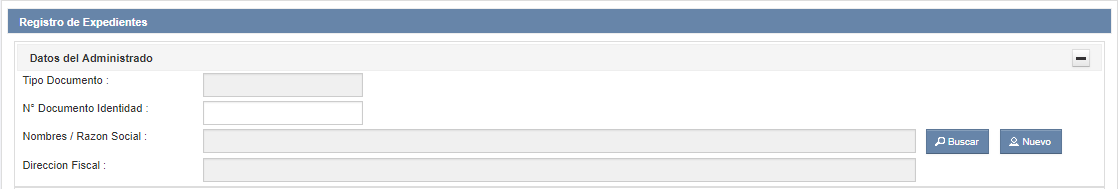 Registro de Expedientes
Datos del Administrado
Tipo Documento :
N° Documento Identidad :
Nombres / Razon Social :
Buscar
Nuevo
Direccion Fiscal :